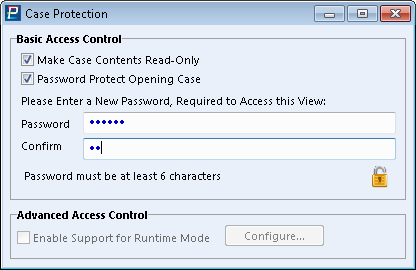 Case Protection
Basic Access Control
Make Case Contents Read-Only
Password Protect Opening Case
Please Enter a New Password, Required to Access this View:
Password ••••••
Confirm ••
Password must be at least 6 characters
Advanced Access Control
Enable Support for Runtime Mode Configure...